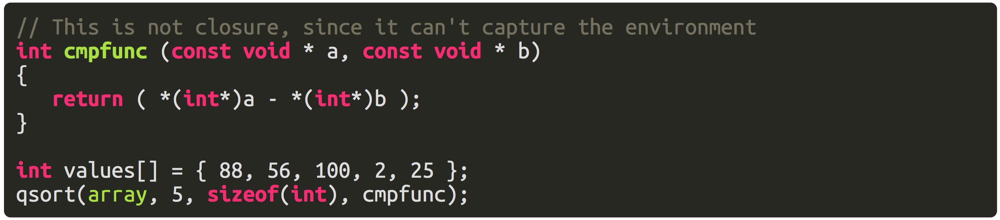 // This is not closure, since it can't capture the environment
int cmpfunc (const void * a, const void * b)
{
   return ( *(int*)a - *(int*)b );
}

int values[] = { 88, 56, 100, 2, 25 };
qsort(array, 5, sizeof(int), cmpfunc);